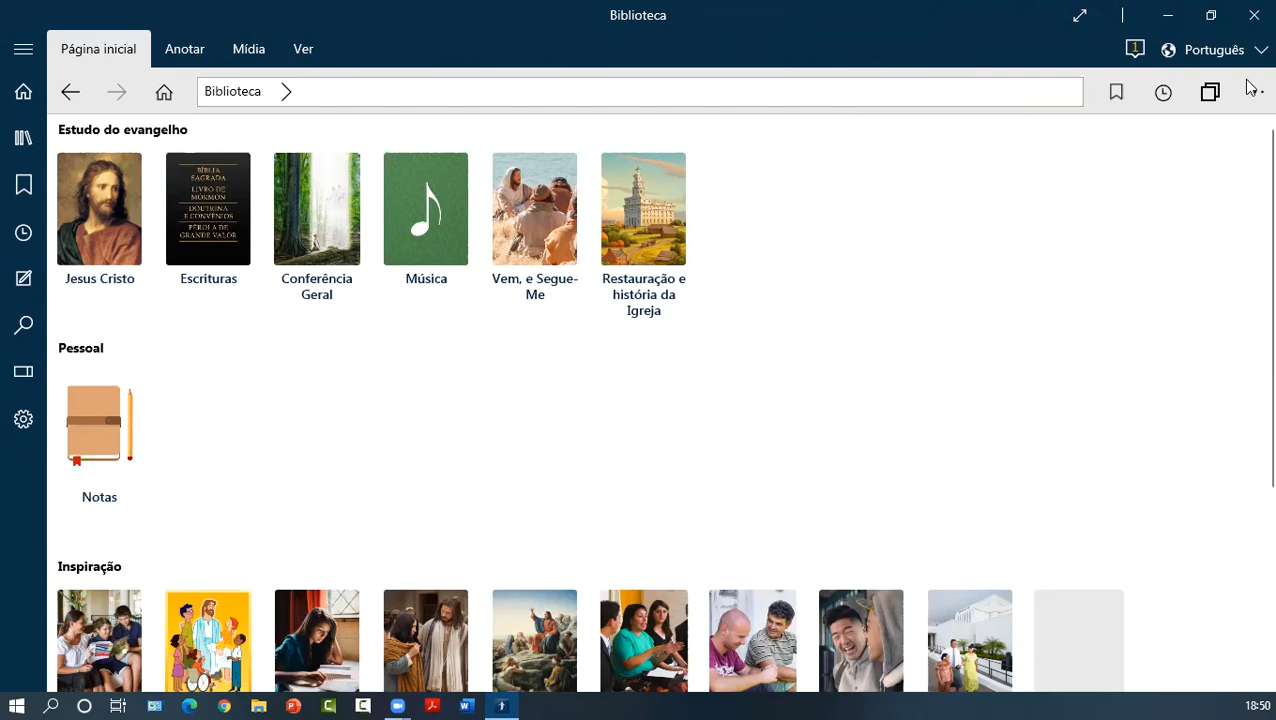 Biblioteca
Página inicial
Anotar
Mídia
Ver
1
Português
Biblioteca
Estudo do evangelho
BÍBLIA
SAGRADA
LIVRO DE
MÓRMON
DOUTRINA
E CONVÊNIOS
PÉROLA DE
GRANDE VALOR
Jesus Cristo
Escrituras
Conferência
Geral
Música
Vem, e Segue-
Me
Restauração e
história da
Igreja
Pessoal
Notas
Inspiração
18:50